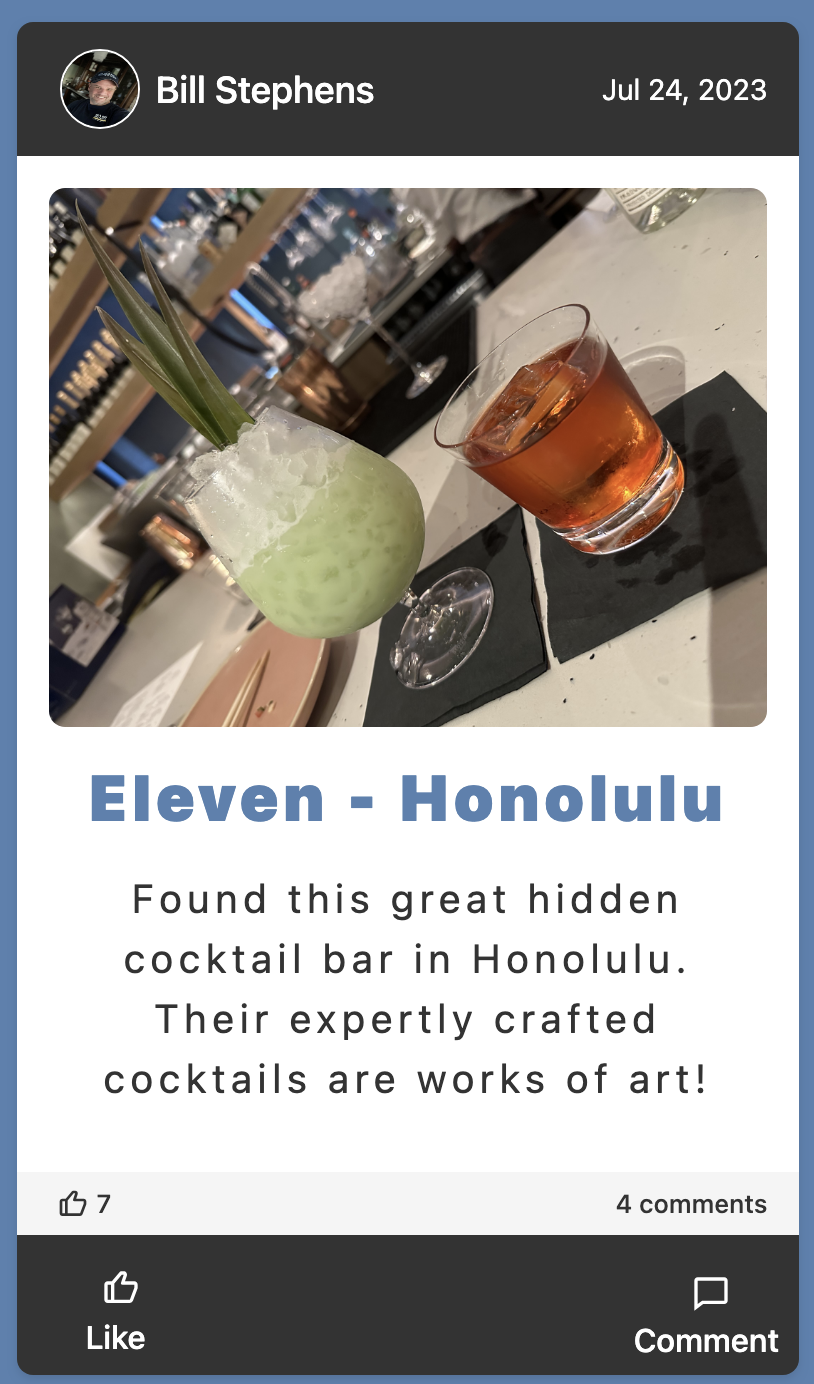 Bill Stephens
Jul 24, 2023
Eleven - Honolulu
Found this great hidden
cocktail bar in Honolulu.
Their expertly crafted
cocktails are works of art!
7
4 comments
Like
Comment